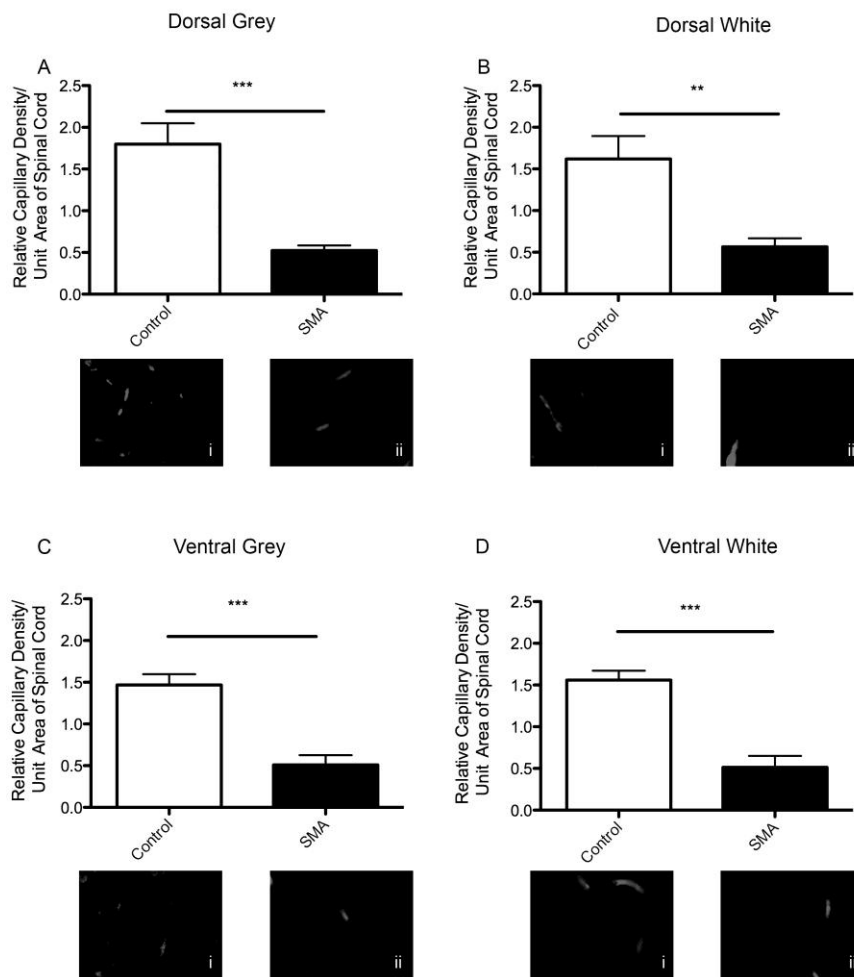 Dorsal Grey
Dorsal White
A
***
2.5
2.0
1.5
1.0
0.5
0.0
Relative Capillary Density/
Unit Area of Spinal Cord
Control
SMA
i
ii
B
**
2.5
2.0
1.5
1.0
0.5
0.0
Relative Capillary Density/
Unit Area of Spinal Cord
Control
SMA
i
ii
C
Ventral Grey
***
2.5
2.0
1.5
1.0
0.5
0.0
Relative Capillary Density/
Unit Area of Spinal Cord
Control
SMA
i
ii
D
Ventral White
***
2.5
2.0
1.5
1.0
0.5
0.0
Relative Capillary Density/
Unit Area of Spinal Cord
Control
SMA
i
i